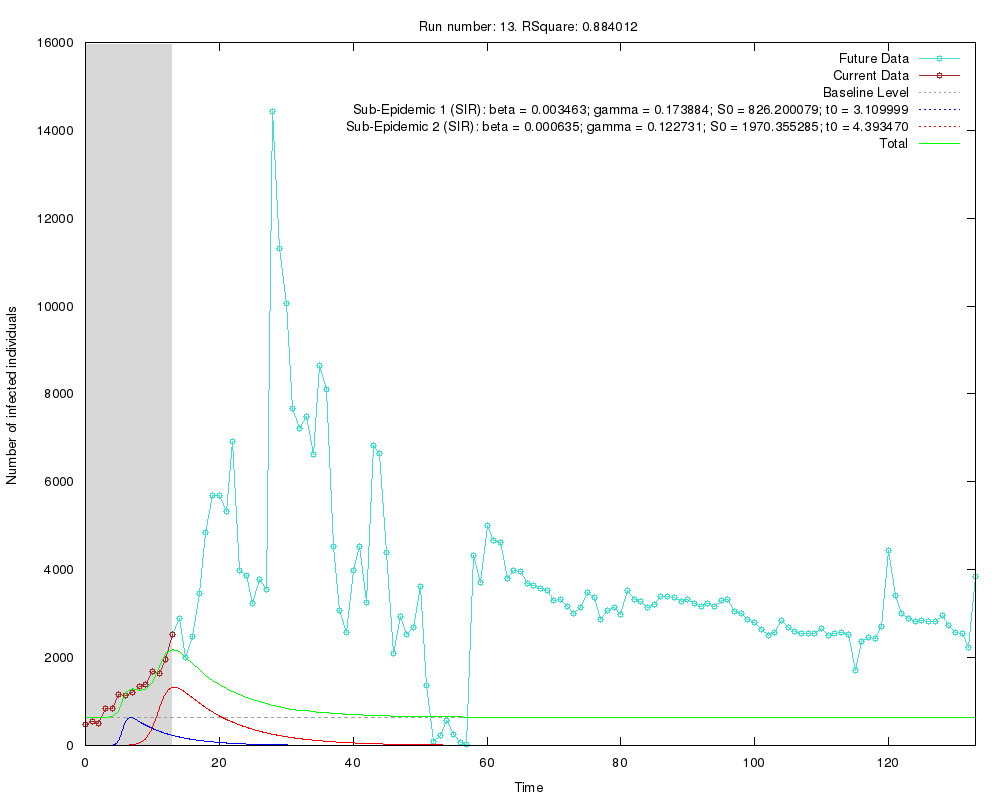 Run number: 13. RSquare: 0.884012
16000
14000
12000
10000
8000
6000
4000
2000
0
Number of infected individuals
Future Data
Current Data
Baseline Level
Sub-Epidemic 1 (SIR): beta = 0.003463; gamma = 0.173884; S0 = 826.200079; t0 = 3.109999
Sub-Epidemic 2 (SIR): beta = 0.000635; gamma = 0.122731; S0 = 1970.355285; t0 = 4.393470
Total
0 20 40 60 80 100 120
Time